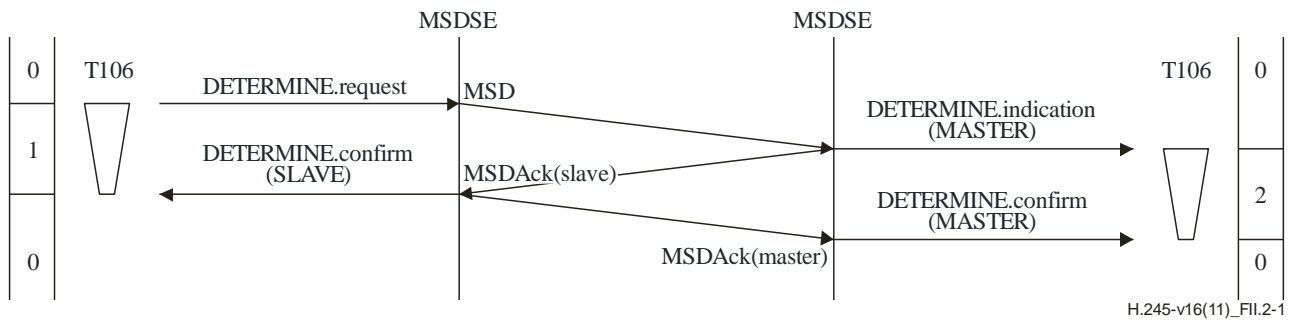 MSDSE MSDSE
0 T106 T106 0
DETERMINE.request MSD
DETERMINE.indication
(MASTER)
1 DETERMINE.confirm
(SLAVE)
MSDAck(slave)
DETERMINE.confirm
(MASTER)
2
0 MSDAck(master) 0
H.245-v16(11)_FII.2-1